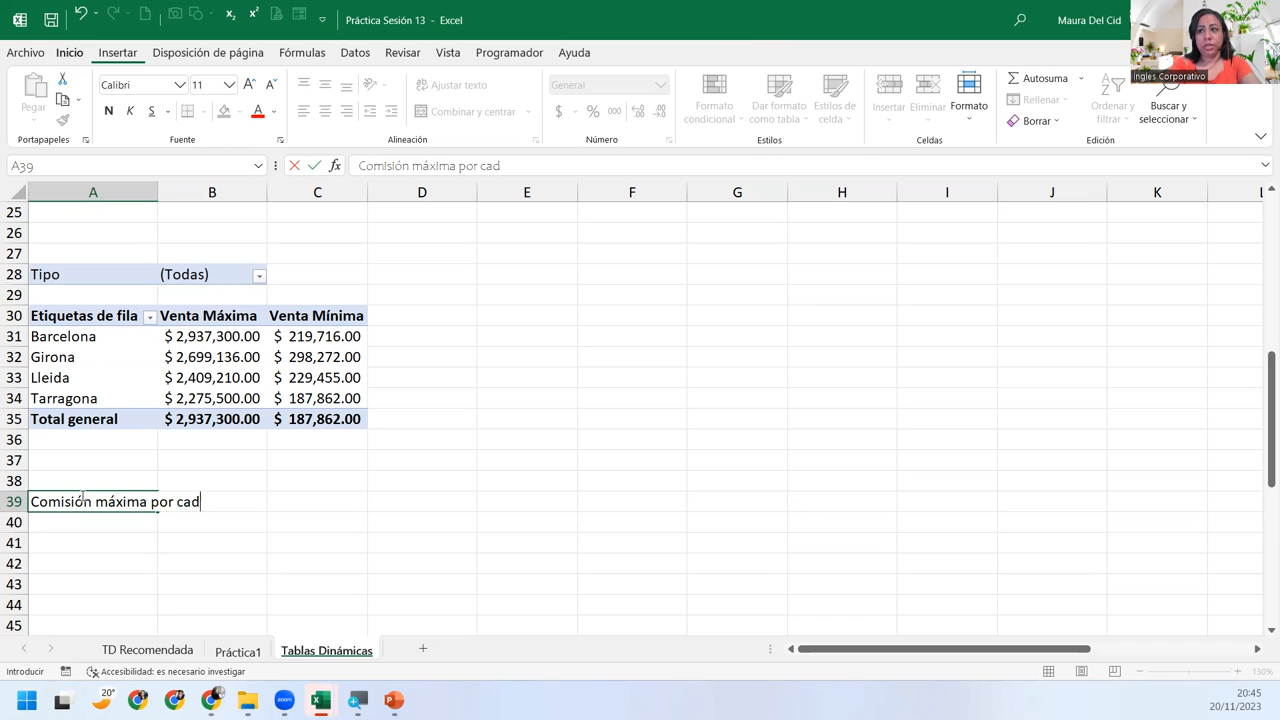 Práctica Sesión 13 - Excel
Maura Del Cid
Ingles Corporativo
Archivo Inicio Insertar Disposición de página Fórmulas Datos Revisar Vista Programador Ayuda
Pegar
Calibri 11
N K S
Ajustar texto
Combinar y centrar
General
$ % 000
Formato condicional
Dar formato como tabla
Estilos de celda
Insertar Eliminar Formato
Autosuma
Rellenar
Borrar
Ordenar y filtrar
Buscar y seleccionar
Portapapeles Fuente Alineación Número Estilos Celdas Edición
A39 fx Comisión máxima por cad
A B C D E F G H I J K L
25
26
27
28 Tipo (Todas)
29
30 Etiquetas de fila Venta Máxima Venta Mínima
31 Barcelona $ 2,937,300.00 $ 219,716.00
32 Girona $ 2,699,136.00 $ 298,272.00
33 Lleida $ 2,409,210.00 $ 229,455.00
34 Tarragona $ 2,275,500.00 $ 187,862.00
35 Total general $ 2,937,300.00 $ 187,862.00
36
37
38
39 Comisión máxima por cad
40
41
42
43
44
45
TD Recomendada Práctica1 Tablas Dinámicas
Introducir Accesibilidad: es necesario investigar 130%
20° zoom 20:45
20/11/2023